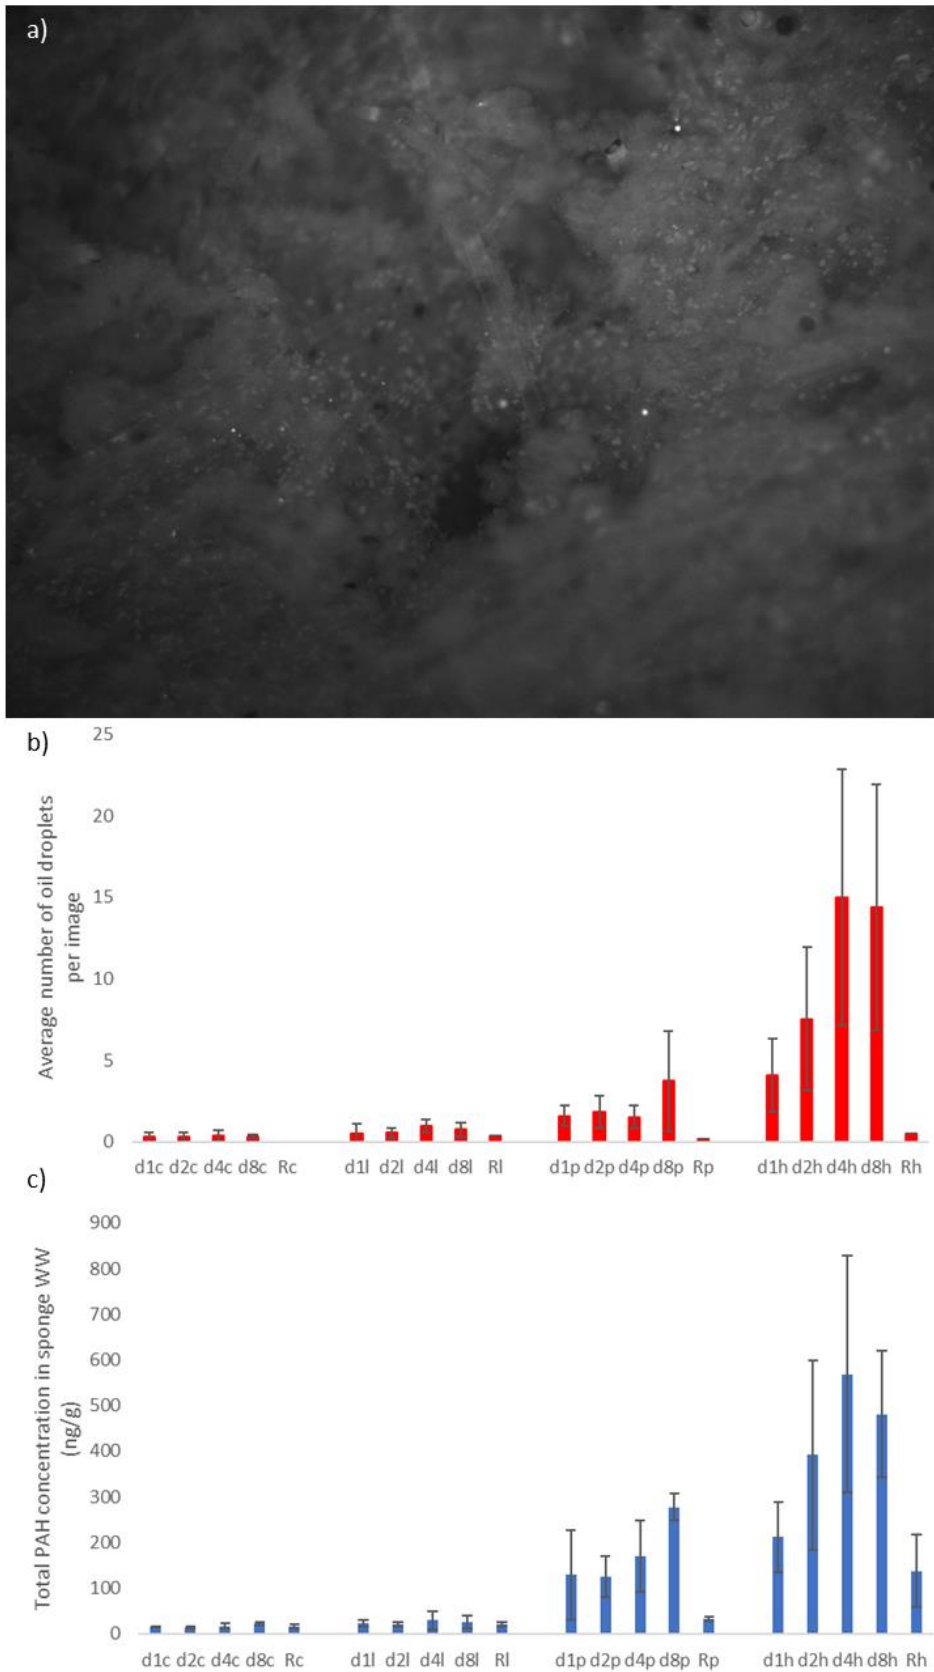 a)
b)
25
20
15
10
5
0
Average number of oil droplets
per image
d1c d2c d4c d8c Rc d1l d2l d4l d8l Rl d1p d2p d4p d8p Rp d1h d2h d4h d8h Rh
c)
900
800
700
600
500
400
300
200
100
0
Total PAH concentration in sponge WW
(ng/g)
d1c d2c d4c d8c Rc d1l d2l d4l d8l Rl d1p d2p d4p d8p Rp d1h d2h d4h d8h Rh